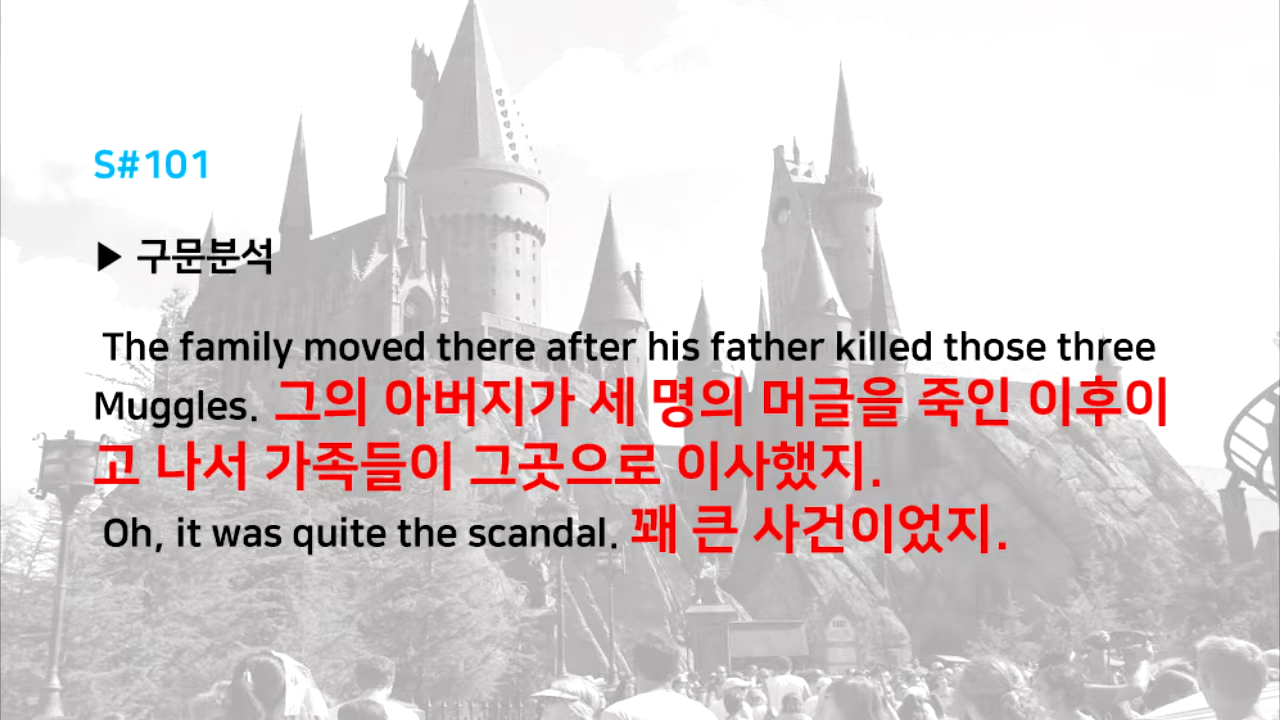 S#101
▶ 구문분석
The family moved there after his father killed those three
Muggles. 그의 아버지가 세 명의 머글을 죽인 이후이
고 나서 가족들이 그곳으로 이사했지.
Oh, it was quite the scandal. 꽤 큰 사건이었지.